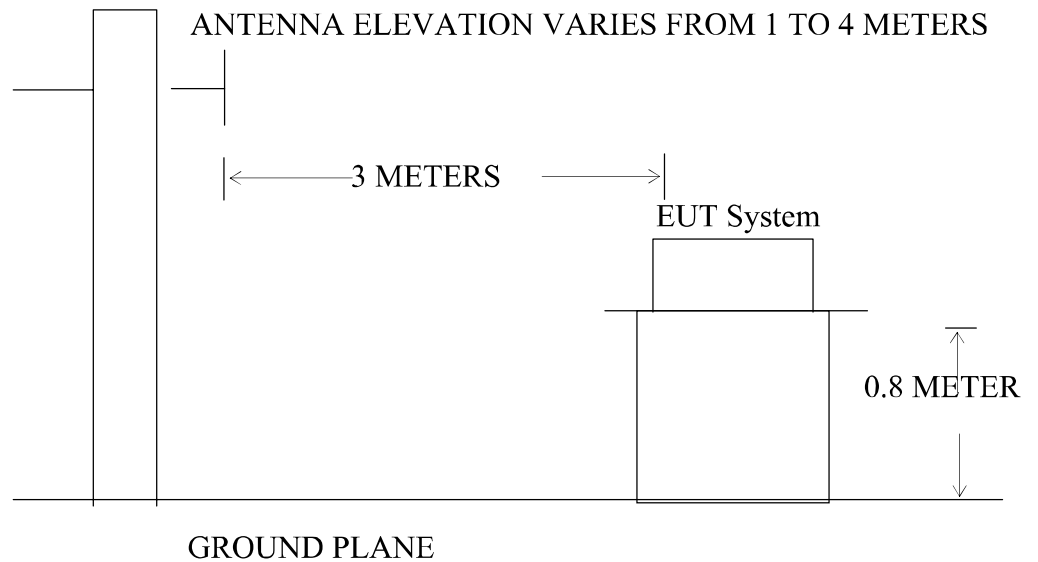 ANTENNA ELEVATION VARIES FROM 1 TO 4 METERS
3 METERS
EUT System
0.8 METER
GROUND PLANE